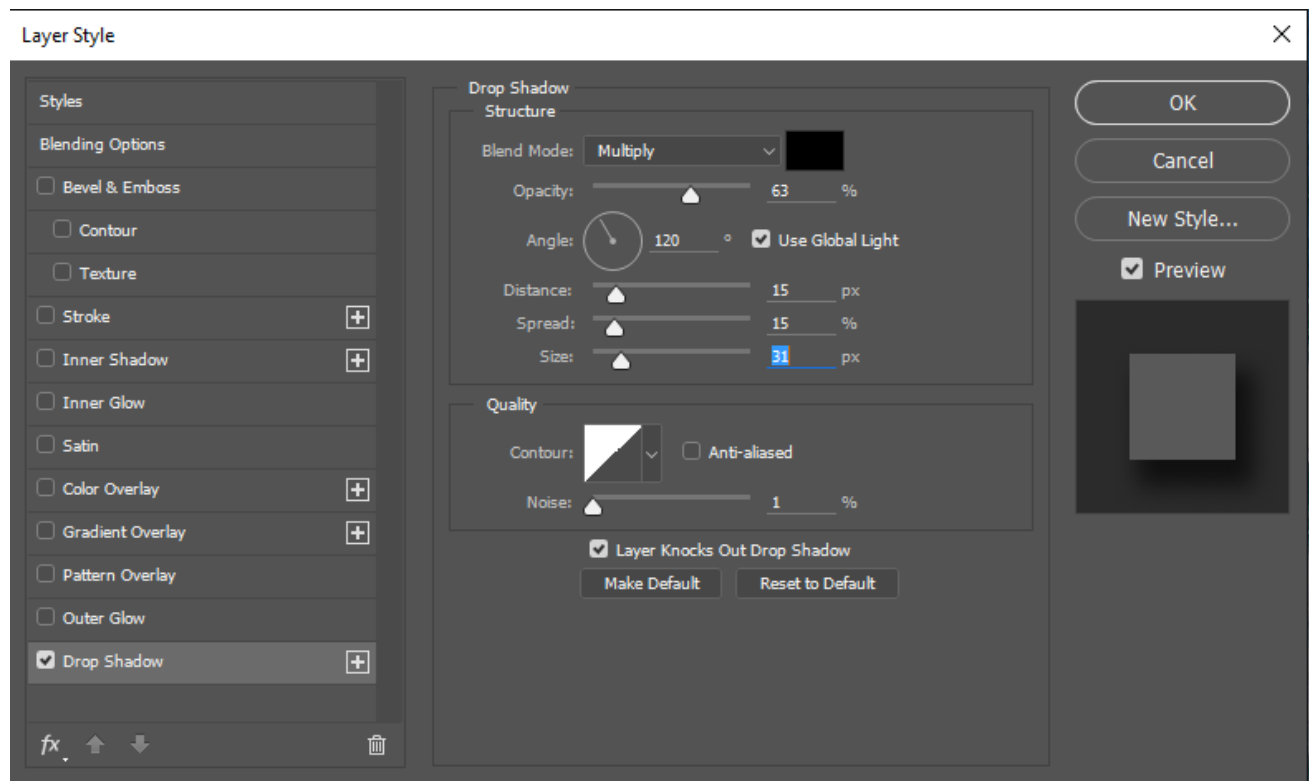 Layer Style
Styles
Blending Options
Bevel & Emboss
Contour
Texture
Stroke
Inner Shadow
Inner Glow
Satin
Color Overlay
Gradient Overlay
Pattern Overlay
Outer Glow
Drop Shadow
fx
Drop Shadow
Structure
Blend Mode: Multiply
Opacity: 63 %
Angle: 120 ° Use Global Light
Distance: 15 px
Spread: 15 %
Size: 31 px
Quality
Contour: Anti-aliased
Noise: 1 %
Layer Knocks Out Drop Shadow
Make Default Reset to Default
OK
Cancel
New Style...
Preview